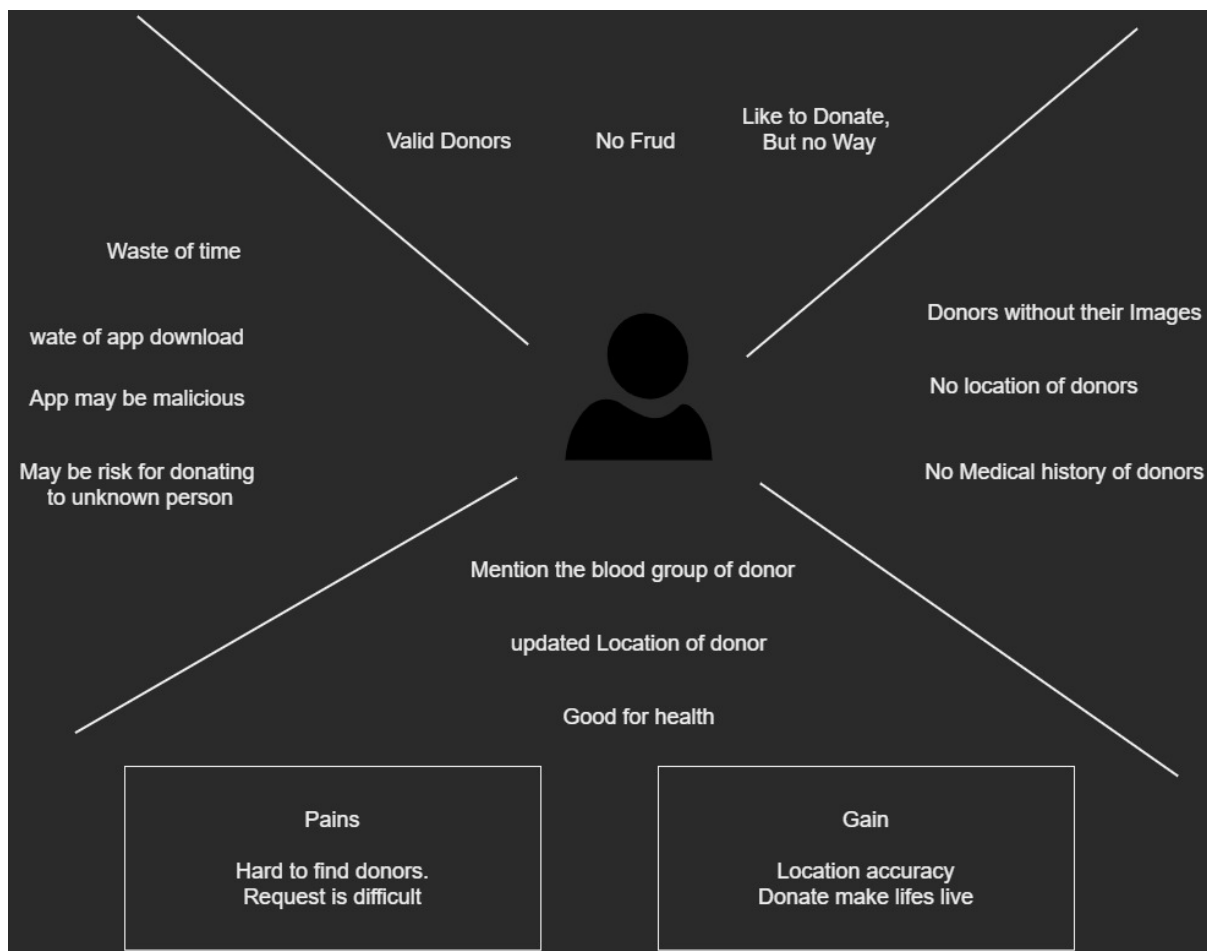 Valid Donors
No Frud
Like to Donate,
But no Way
Waste of time
wate of app download
App may be malicious
May be risk for donating
to unknown person
Donors without their Images
No location of donors
No Medical history of donors
Mention the blood group of donor
updated Location of donor
Good for health
Pains
Hard to find donors.
Request is difficult
Gain
Location accuracy
Donate make lifes live